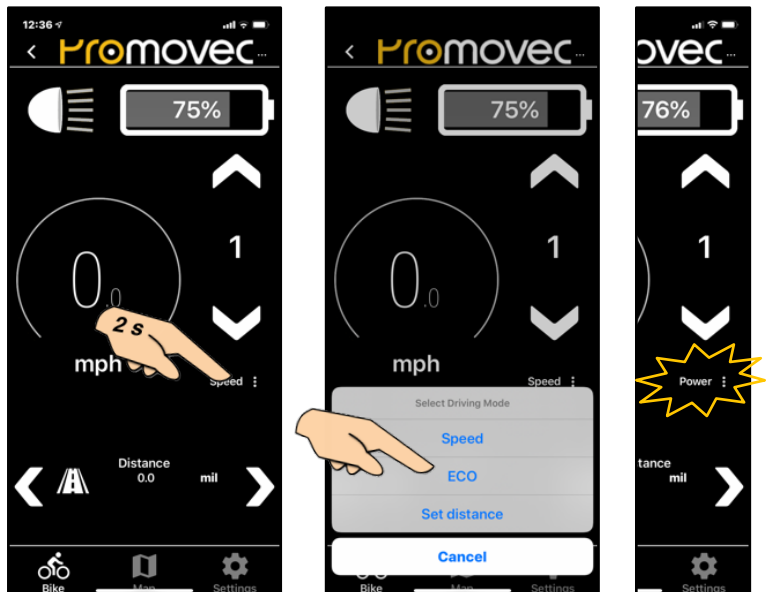 12:36
Promovec ...
75%
1
0.0
2 s
mph
Speed
Distance
0.0 mil
Bike Map Settings
Promovec ...
75%
1
0.0
mph
Speed
Select Driving Mode
Speed
ECO
Set distance
Cancel
Bike Map Settings
ovec ...
76%
1
Power
tance
mil
Settings